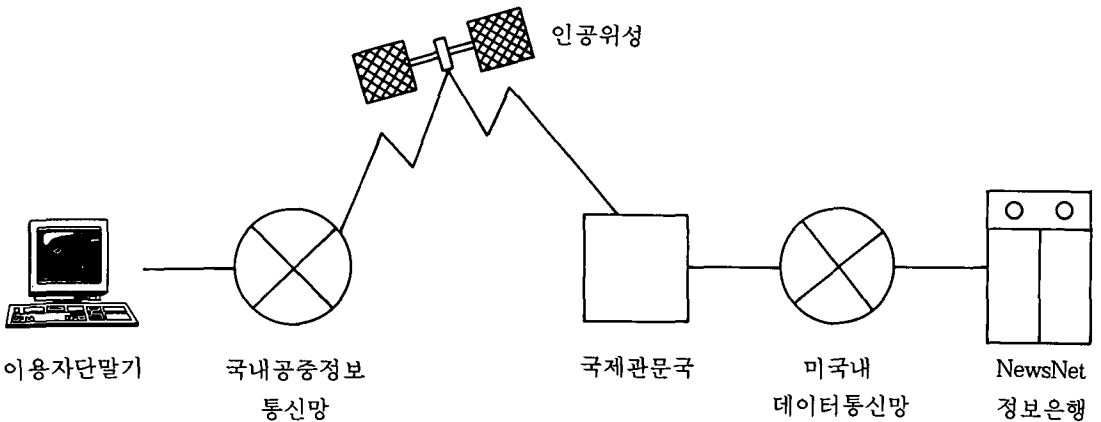 인공위성
이용자단말기
국내공중정보
통신망
국제관문국
미국내
데이터통신망
NewsNet
정보은행